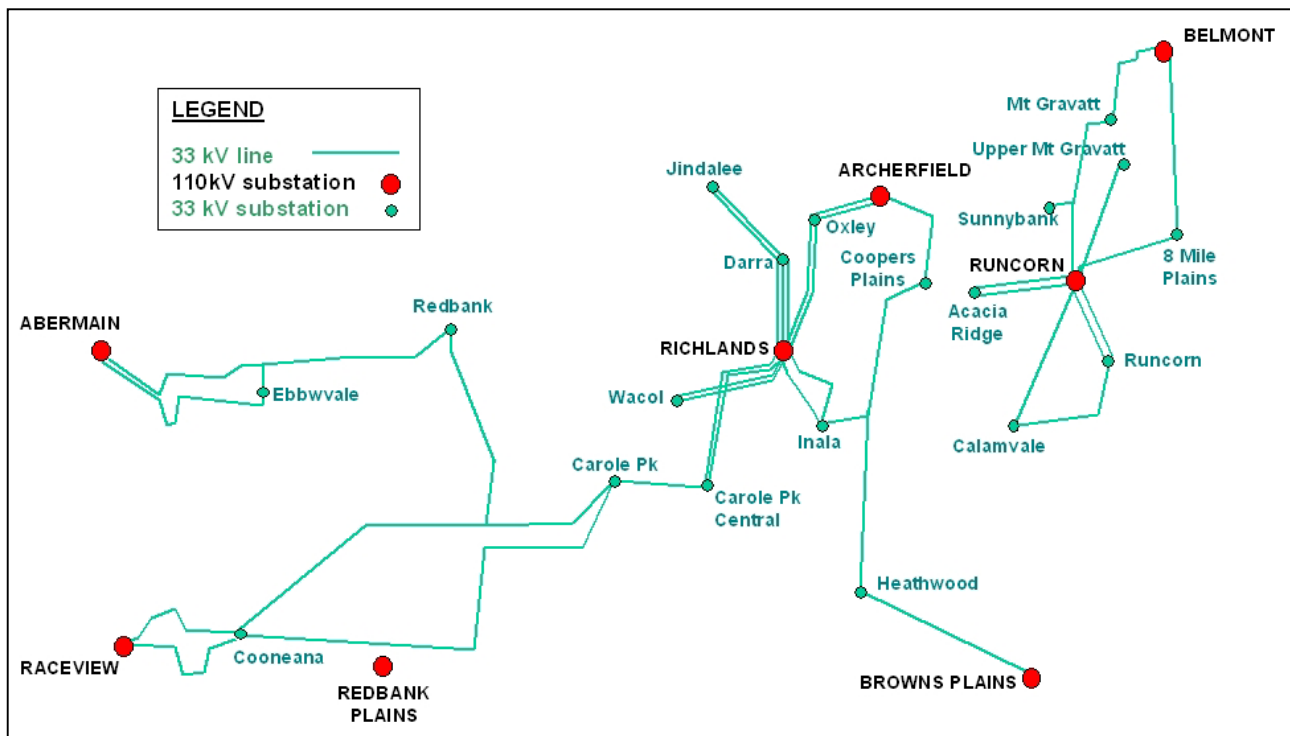 BELMONT
LEGEND
33 kV line
110kV substation
33 kV substation
Mt Gravatt
Upper Mt Gravatt
Jindalee
ARCHERFIELD
Sunnybank
Oxley
Darra
Coopers
Plains
8 Mile
Plains
RUNCORN
Acacia
Ridge
Redbank
ABERMAIN
RICHLANDS
Runcorn
Ebbwvale
Wacol
Inala
Calamvale
Carole Pk
Carole Pk
Central
Heathwood
Cooneana
RACEVIEW
REDBANK
PLAINS
BROWNS PLAINS